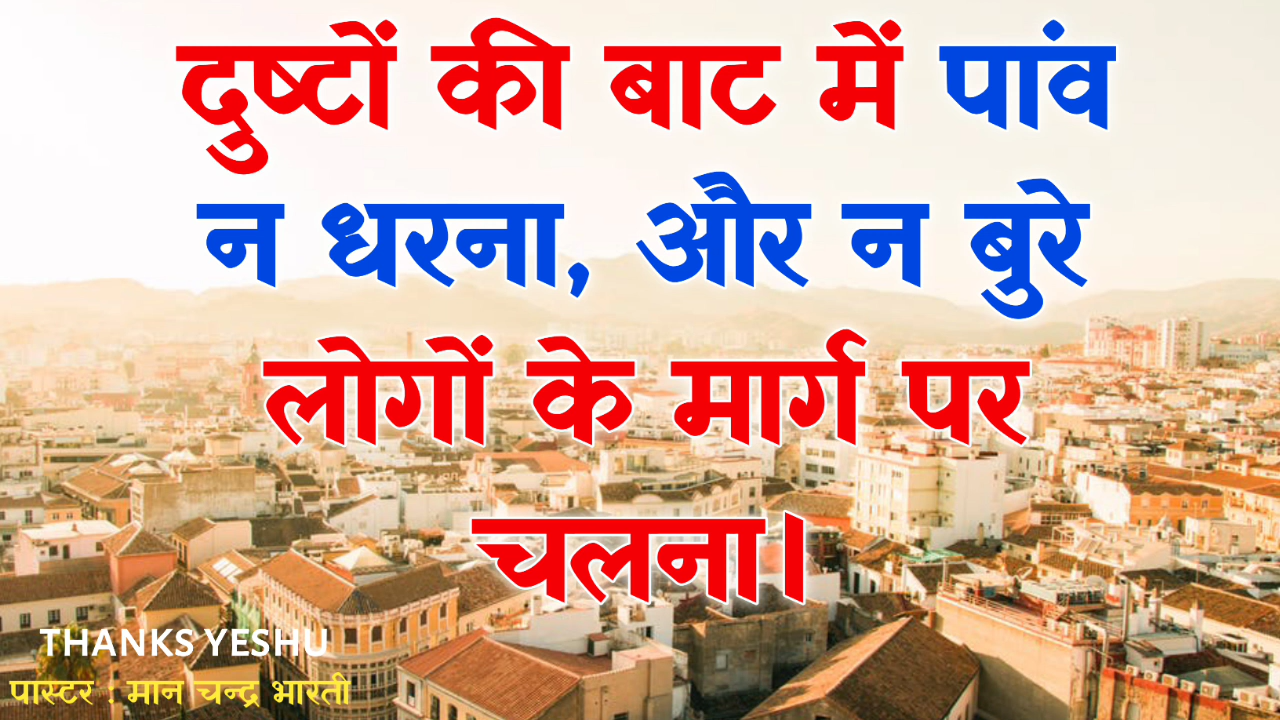 दुष्टों की बाट में पांव
न धरना, और न बुरे
लोगों के मार्ग पर
चलना।
THANKS YESHU
पास्टर : मान चन्द्र भारती